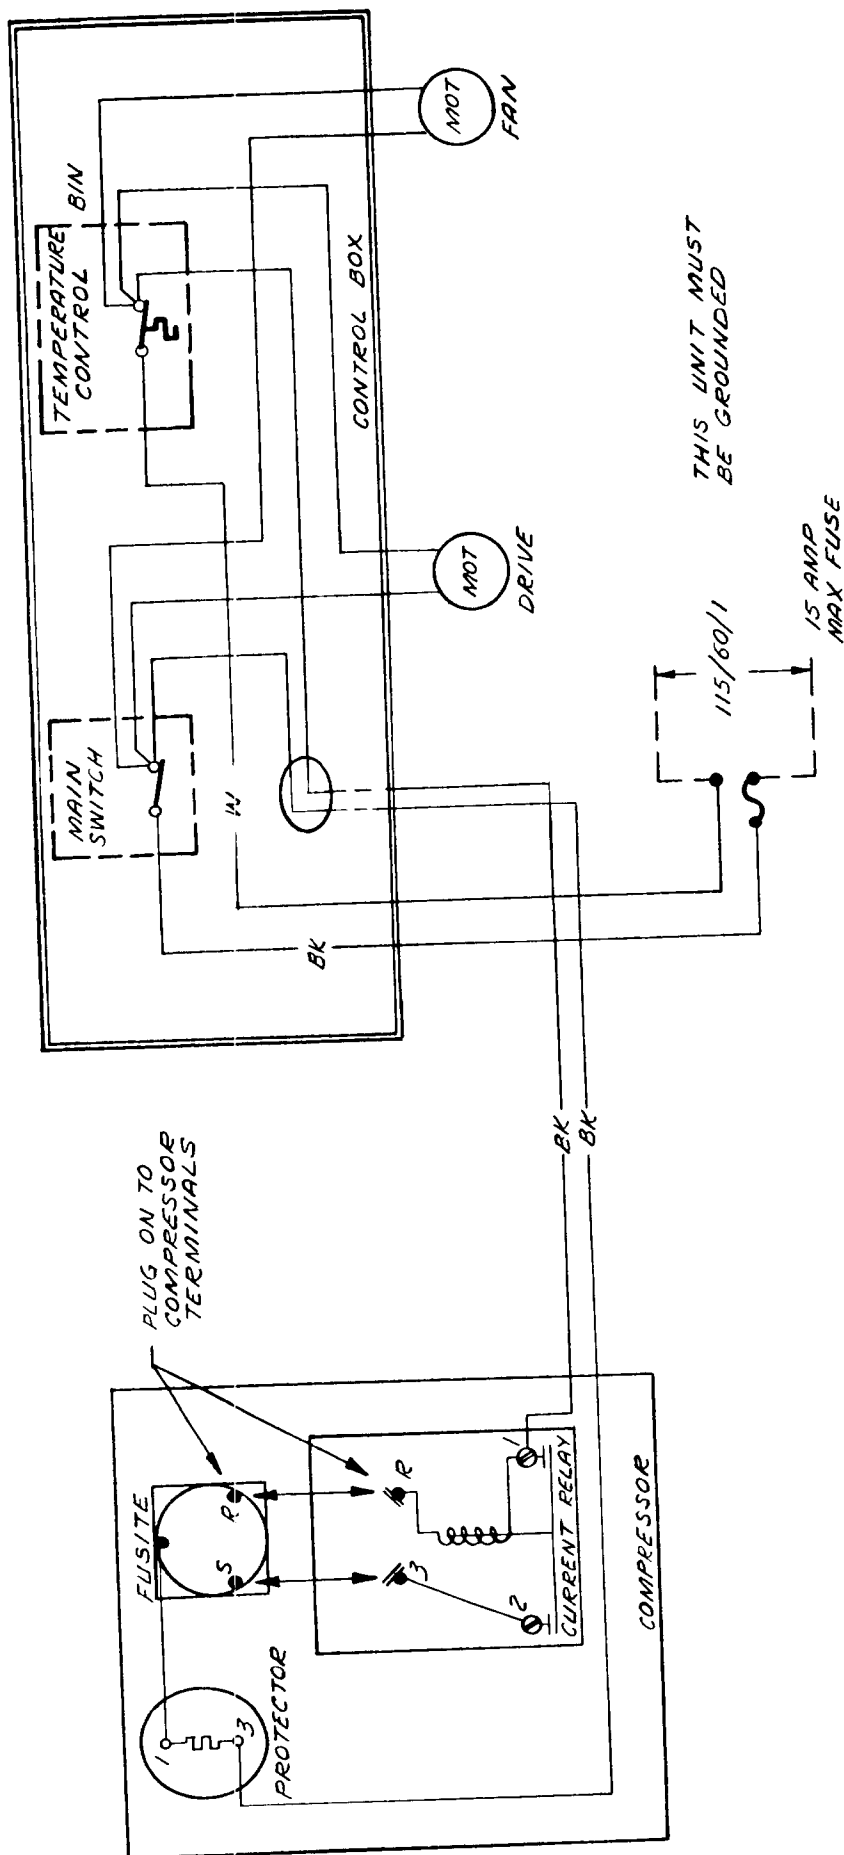 FUSITE
S
R
PLUG ON TO
COMPRESSOR
TERMINALS
1
3
PROTECTOR
R
3
1
2
CURRENT RELAY
COMPRESSOR
BK
BK
MAIN
SWITCH
TEMPERATURE
CONTROL
BIN
W
BK
CONTROL BOX
MOT
DRIVE
MOT
FAN
115/60/1
THIS UNIT MUST
BE GROUNDED
15 AMP
MAX FUSE